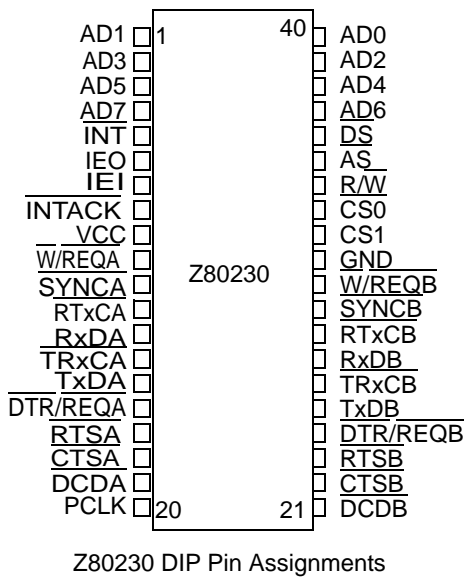 AD1 1 40 AD0
AD3 AD2
AD5 AD4
AD7 AD6
INT DS
IEO AS
IEI R/W
INTACK CS0
VCC CS1
W/REQA GND
SYNCA W/REQB
RTxCA SYNCB
RxDA RTxCB
TRxCA RxDB
TxDA TRxCB
DTR/REQA TxDB
RTSA DTR/REQB
CTSA RTSB
DCDA CTSB
PCLK 20 21 DCDB
Z80230
Z80230 DIP Pin Assignments